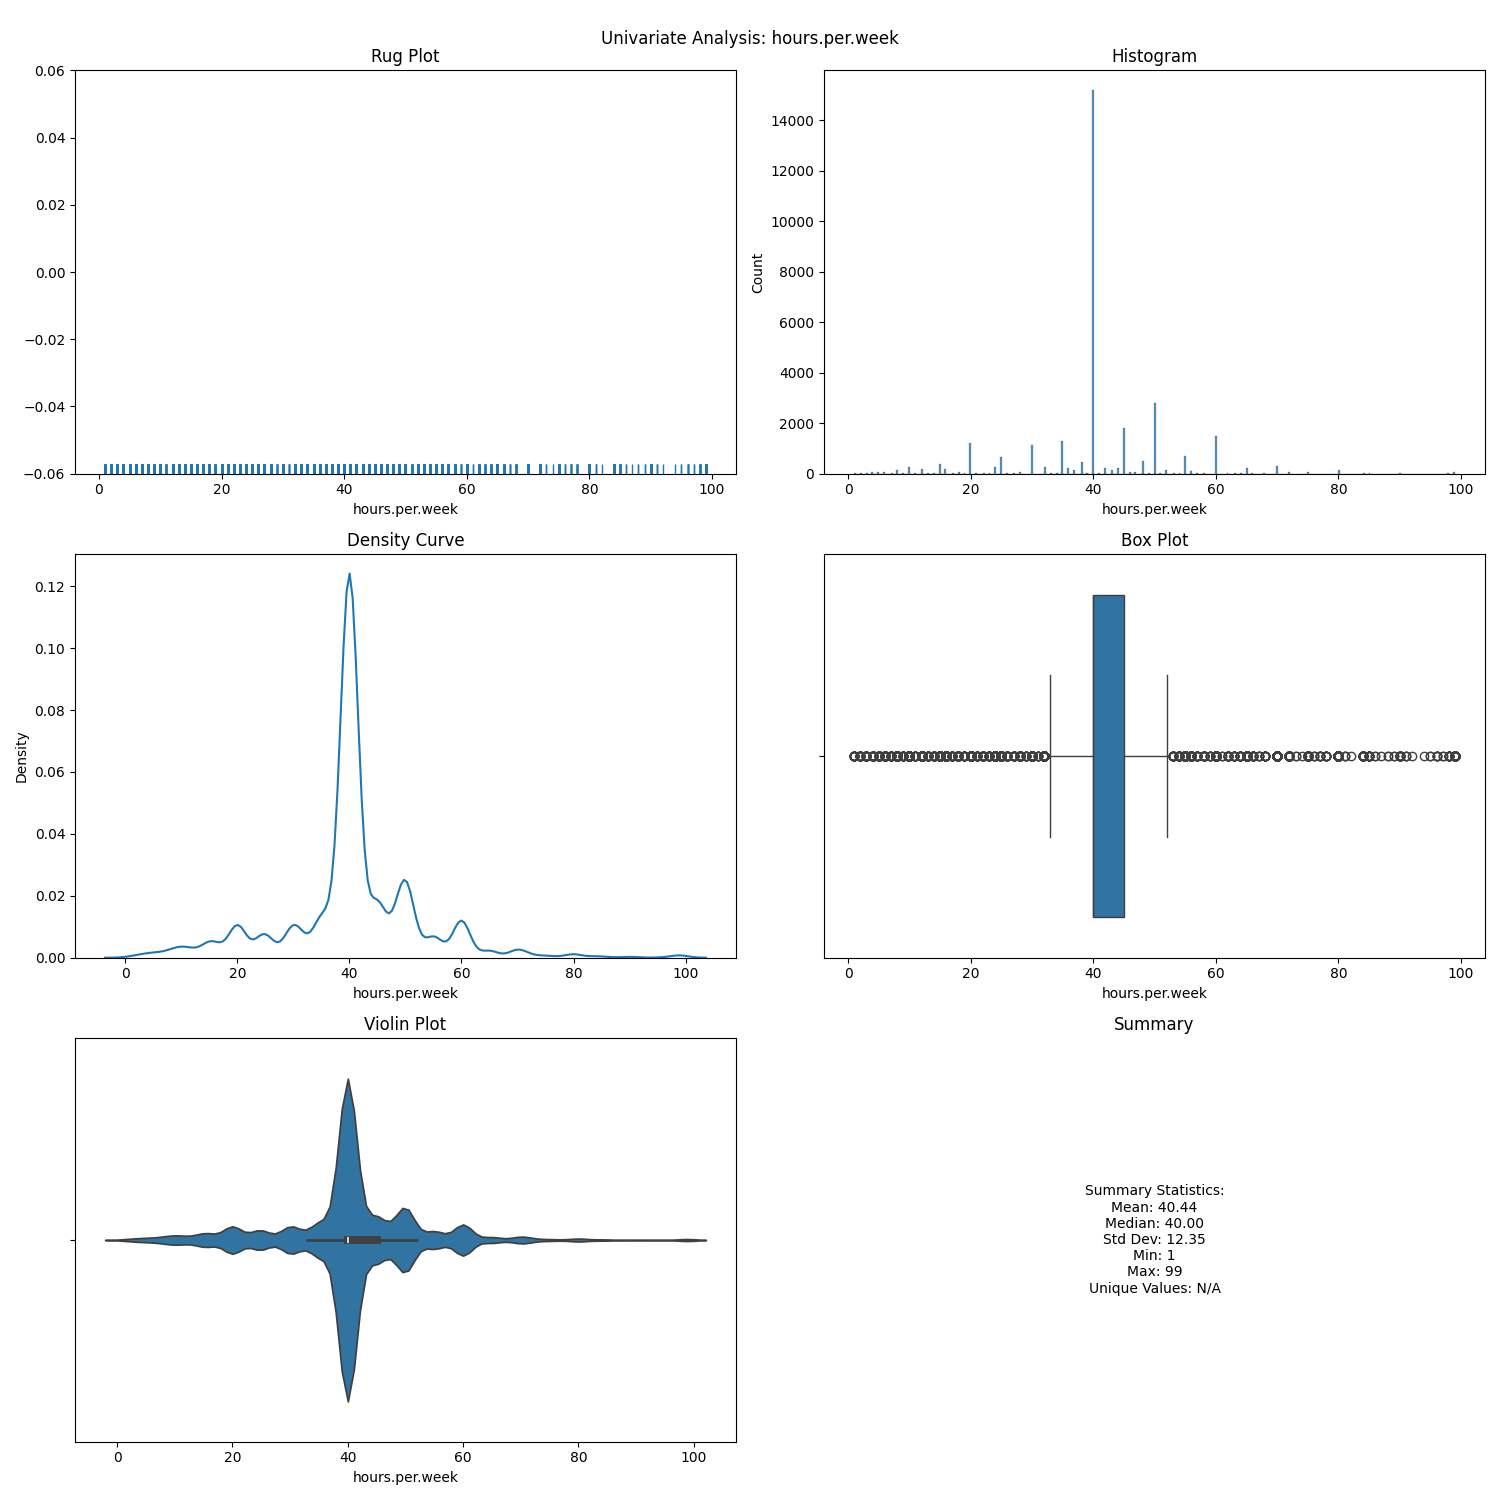 Univariate Analysis: hours.per.week
Rug Plot
0.06
0.04
0.02
0.00
−0.02
−0.04
−0.06
0 20 40 60 80 100
hours.per.week
Histogram
Count
14000
12000
10000
8000
6000
4000
2000
0
0 20 40 60 80 100
hours.per.week
Density Curve
Density
0.12
0.10
0.08
0.06
0.04
0.02
0.00
0 20 40 60 80 100
hours.per.week
Box Plot
0 20 40 60 80 100
hours.per.week
Violin Plot
0 20 40 60 80 100
hours.per.week
Summary
Summary Statistics:
Mean: 40.44
Median: 40.00
Std Dev: 12.35
Min: 1
Max: 99
Unique Values: N/A